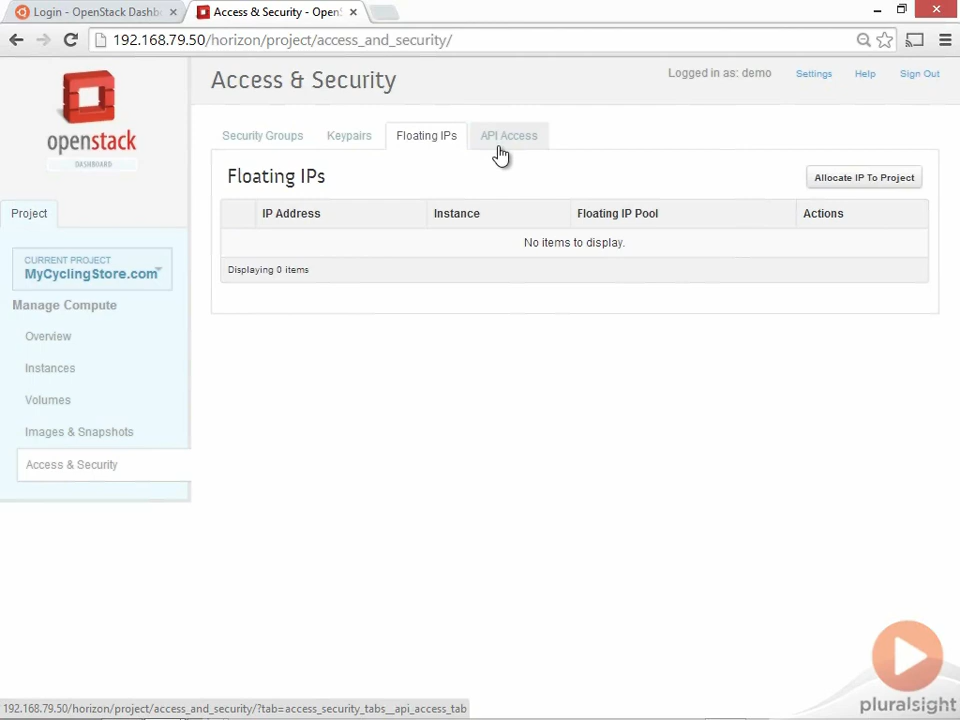 Login - OpenStack Dashb
Access & Security - Open
192.168.79.50/horizon/project/access_and_security/
openstack
DASHBOARD
Access & Security
Logged in as: demo
Settings
Help
Sign Out
Security Groups
Keypairs
Floating IPs
API Access
Floating IPs
Allocate IP To Project
IP Address
Instance
Floating IP Pool
Actions
No items to display.
Displaying 0 items
Project
CURRENT PROJECT
MyCyclingStore.com
Manage Compute
Overview
Instances
Volumes
Images & Snapshots
Access & Security
192.168.79.50/horizon/project/access_and_security/?tab=access_security_tabs__api_access_tab
pluralsight